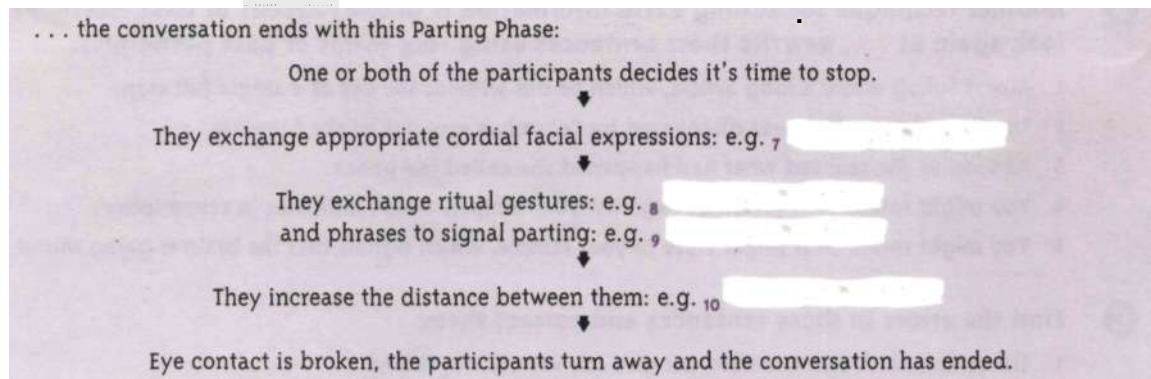 . . . the conversation ends with this Parting Phase:
One or both of the participants decides it's time to stop.
They exchange appropriate cordial facial expressions: e.g. 7
They exchange ritual gestures: e.g. 8
and phrases to signal parting: e.g. 9
They increase the distance between them: e.g. 10
Eye contact is broken, the participants turn away and the conversation has ended.